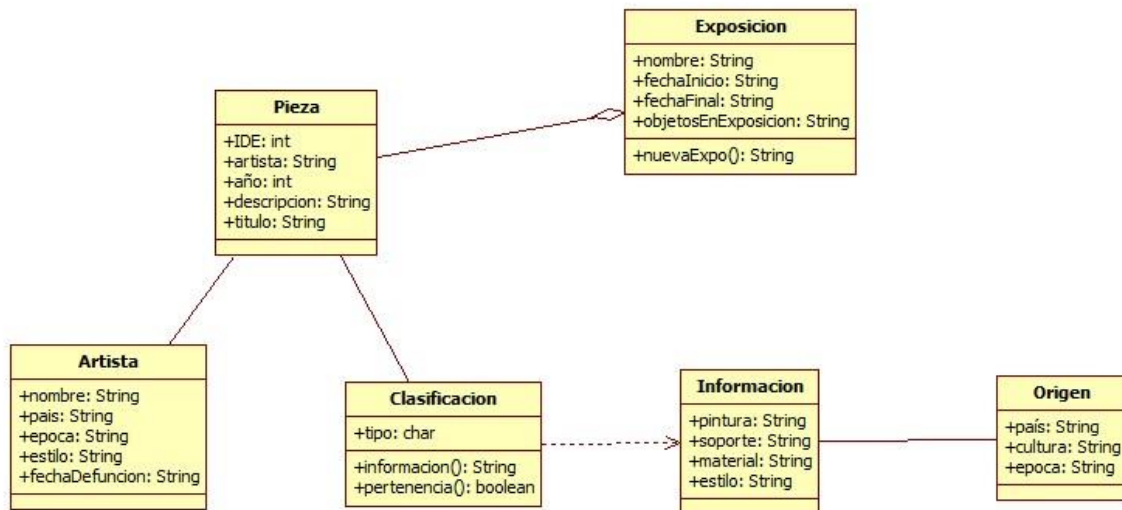 Exposicion
+nombre: String
+fechaInicio: String
+fechaFinal: String
+objetosEnExposicion: String
+nuevaExpo(): String
Pieza
+IDE: int
+artista: String
+año: int
+descripcion: String
+titulo: String
Artista
+nombre: String
+pais: String
+epoca: String
+estilo: String
+fechaDefuncion: String
Clasificacion
+tipo: char
+informacion(): String
+pertenencia(): boolean
Informacion
+pintura: String
+soporte: String
+material: String
+estilo: String
Origen
+país: String
+cultura: String
+epoca: String